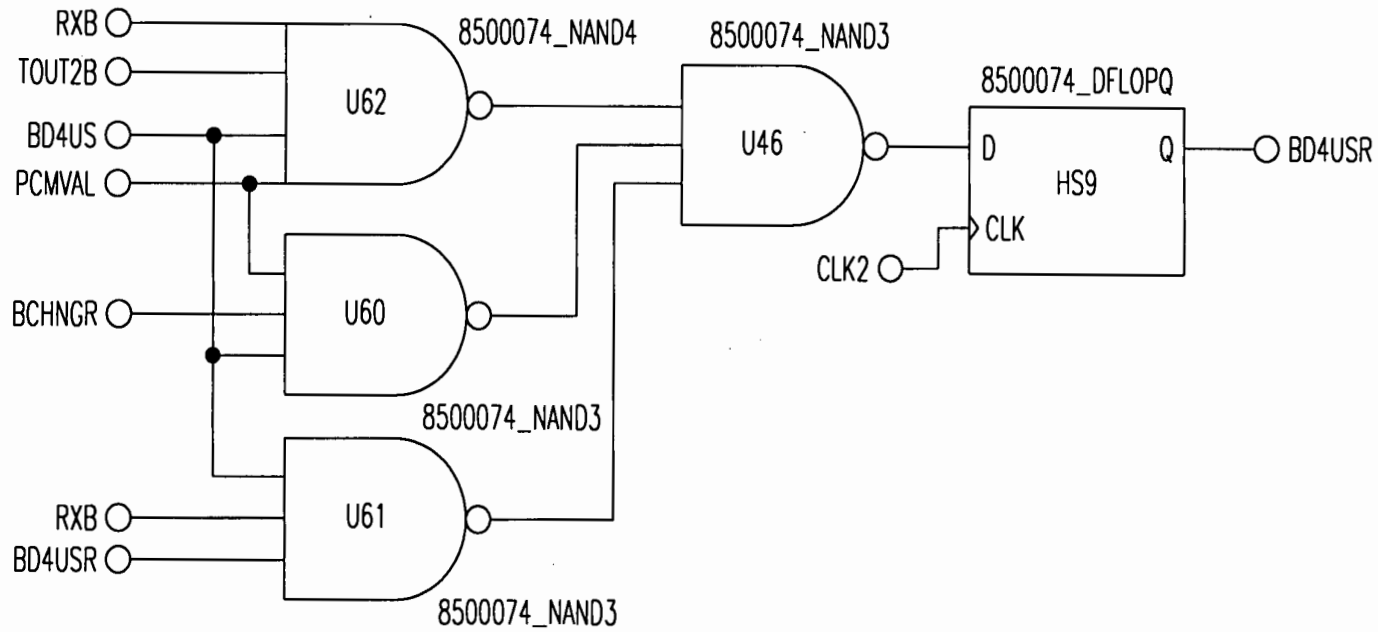 RXB
8500074_NAND4
8500074_NAND3
TOUT2B
U62
8500074_DFLOPQ
BD4US
U46
D
Q
BD4USR
PCMVAL
HS9
CLK
CLK2
BCHNGR
U60
8500074_NAND3
RXB
U61
BD4USR
8500074_NAND3